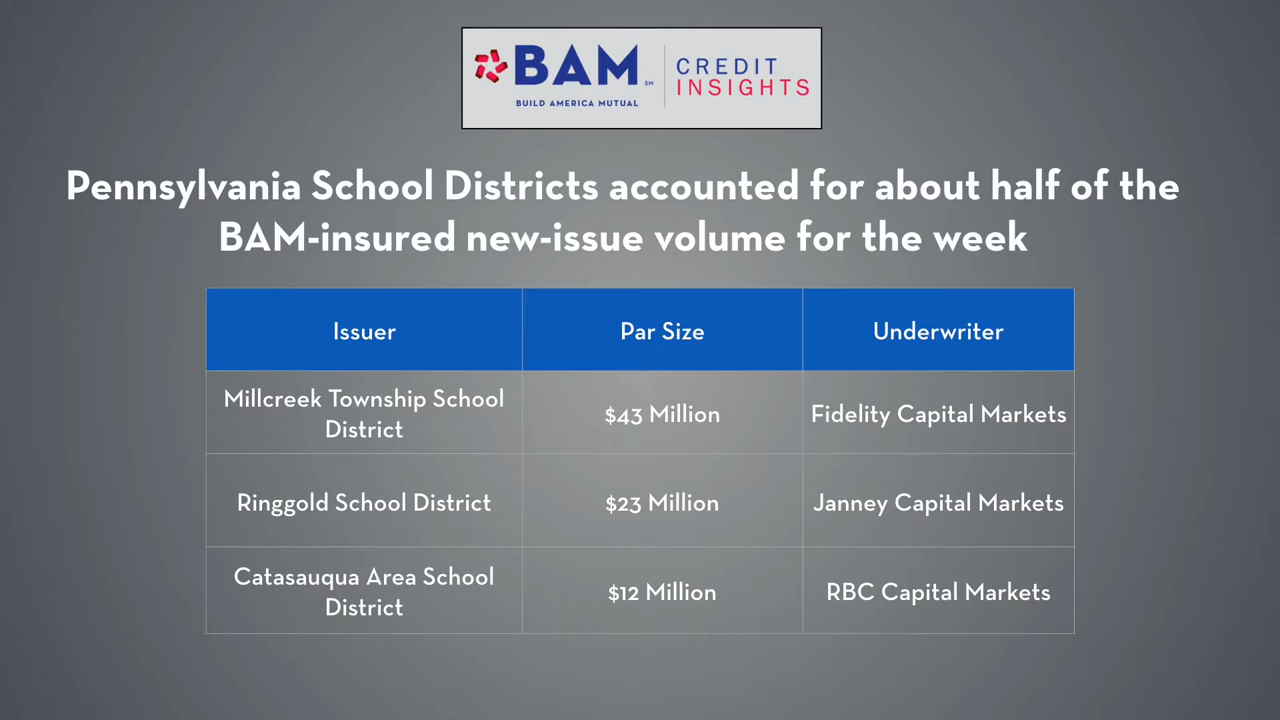 BAM SM
BUILD AMERICA MUTUAL
CREDIT
INSIGHTS
Pennsylvania School Districts accounted for about half of the
BAM-insured new-issue volume for the week
Issuer
Par Size
Underwriter
Millcreek Township School
District
$43 Million
Fidelity Capital Markets
Ringgold School District
$23 Million
Janney Capital Markets
Catasauqua Area School
District
$12 Million
RBC Capital Markets